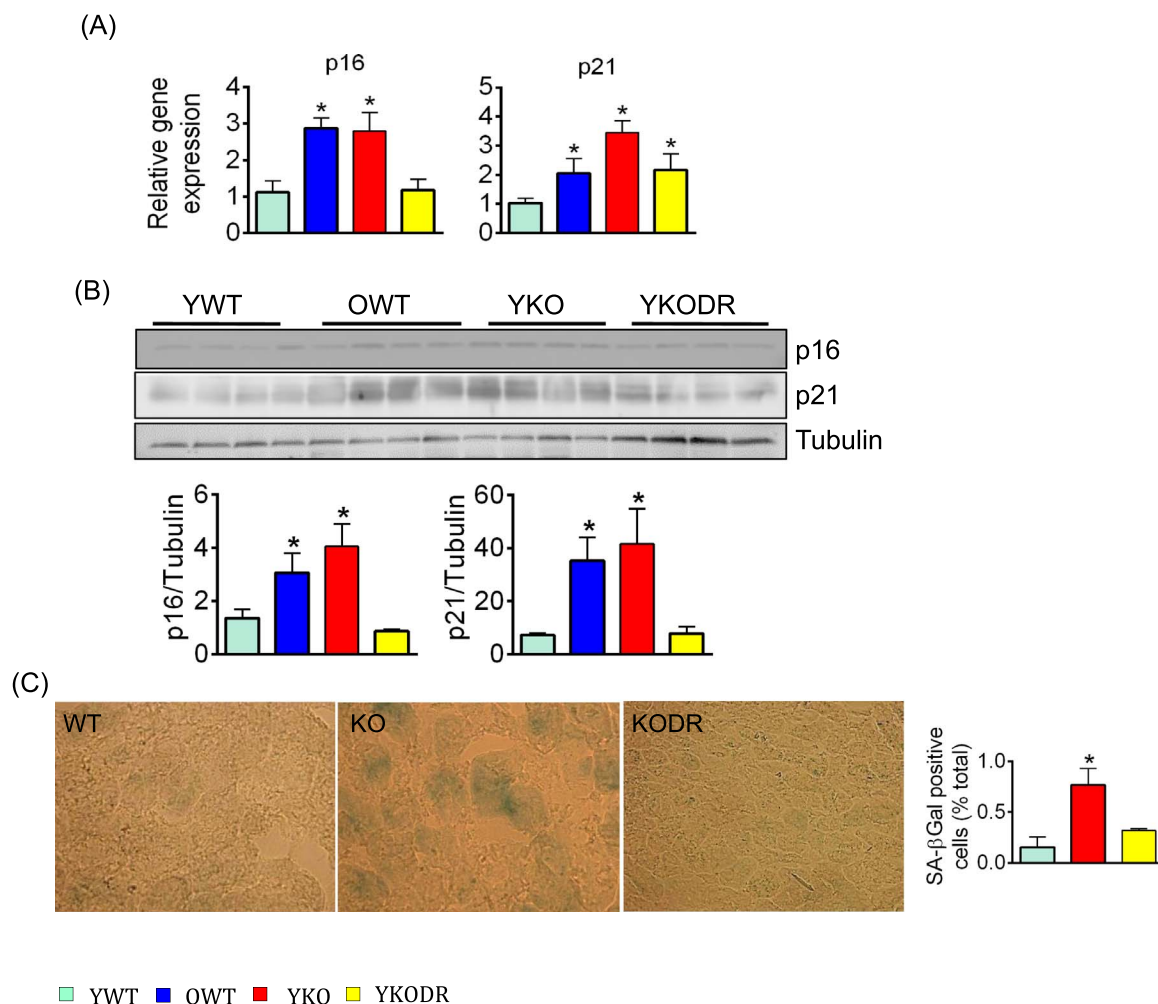 (A)
p16
p21
Relative gene
expression
4
3
2
1
0
* *
5
4
3
2
1
0
* * *
(B)
YWT OWT YKO YKODR
p16
p21
Tubulin
p16/Tubulin
6
4
2
0
* *
p21/Tubulin
60
40
20
0
* *
(C)
WT KO KODR
SA-βGal positive
cells (% total)
1.0
0.5
0.0
*
YWT OWT YKO YKODR